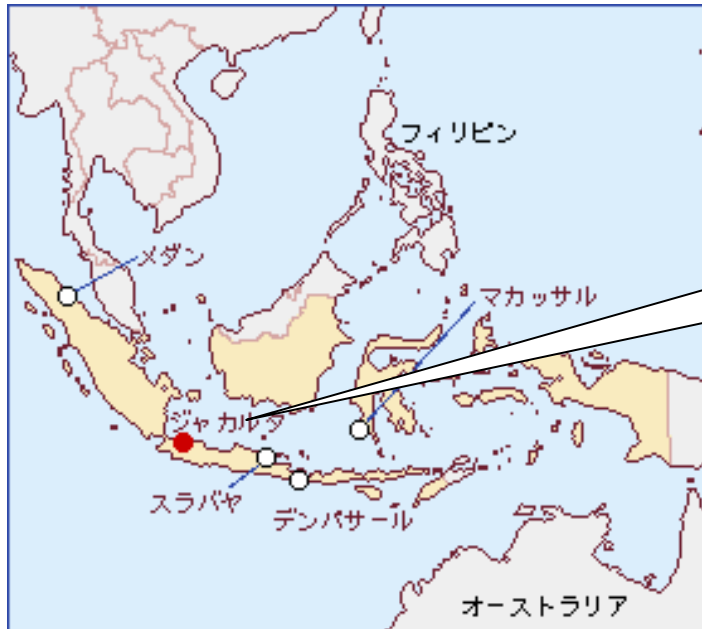 フィリピン
メダン
マカッサル
ジャカルタ
スラバヤ
デンパサール
オーストラリア